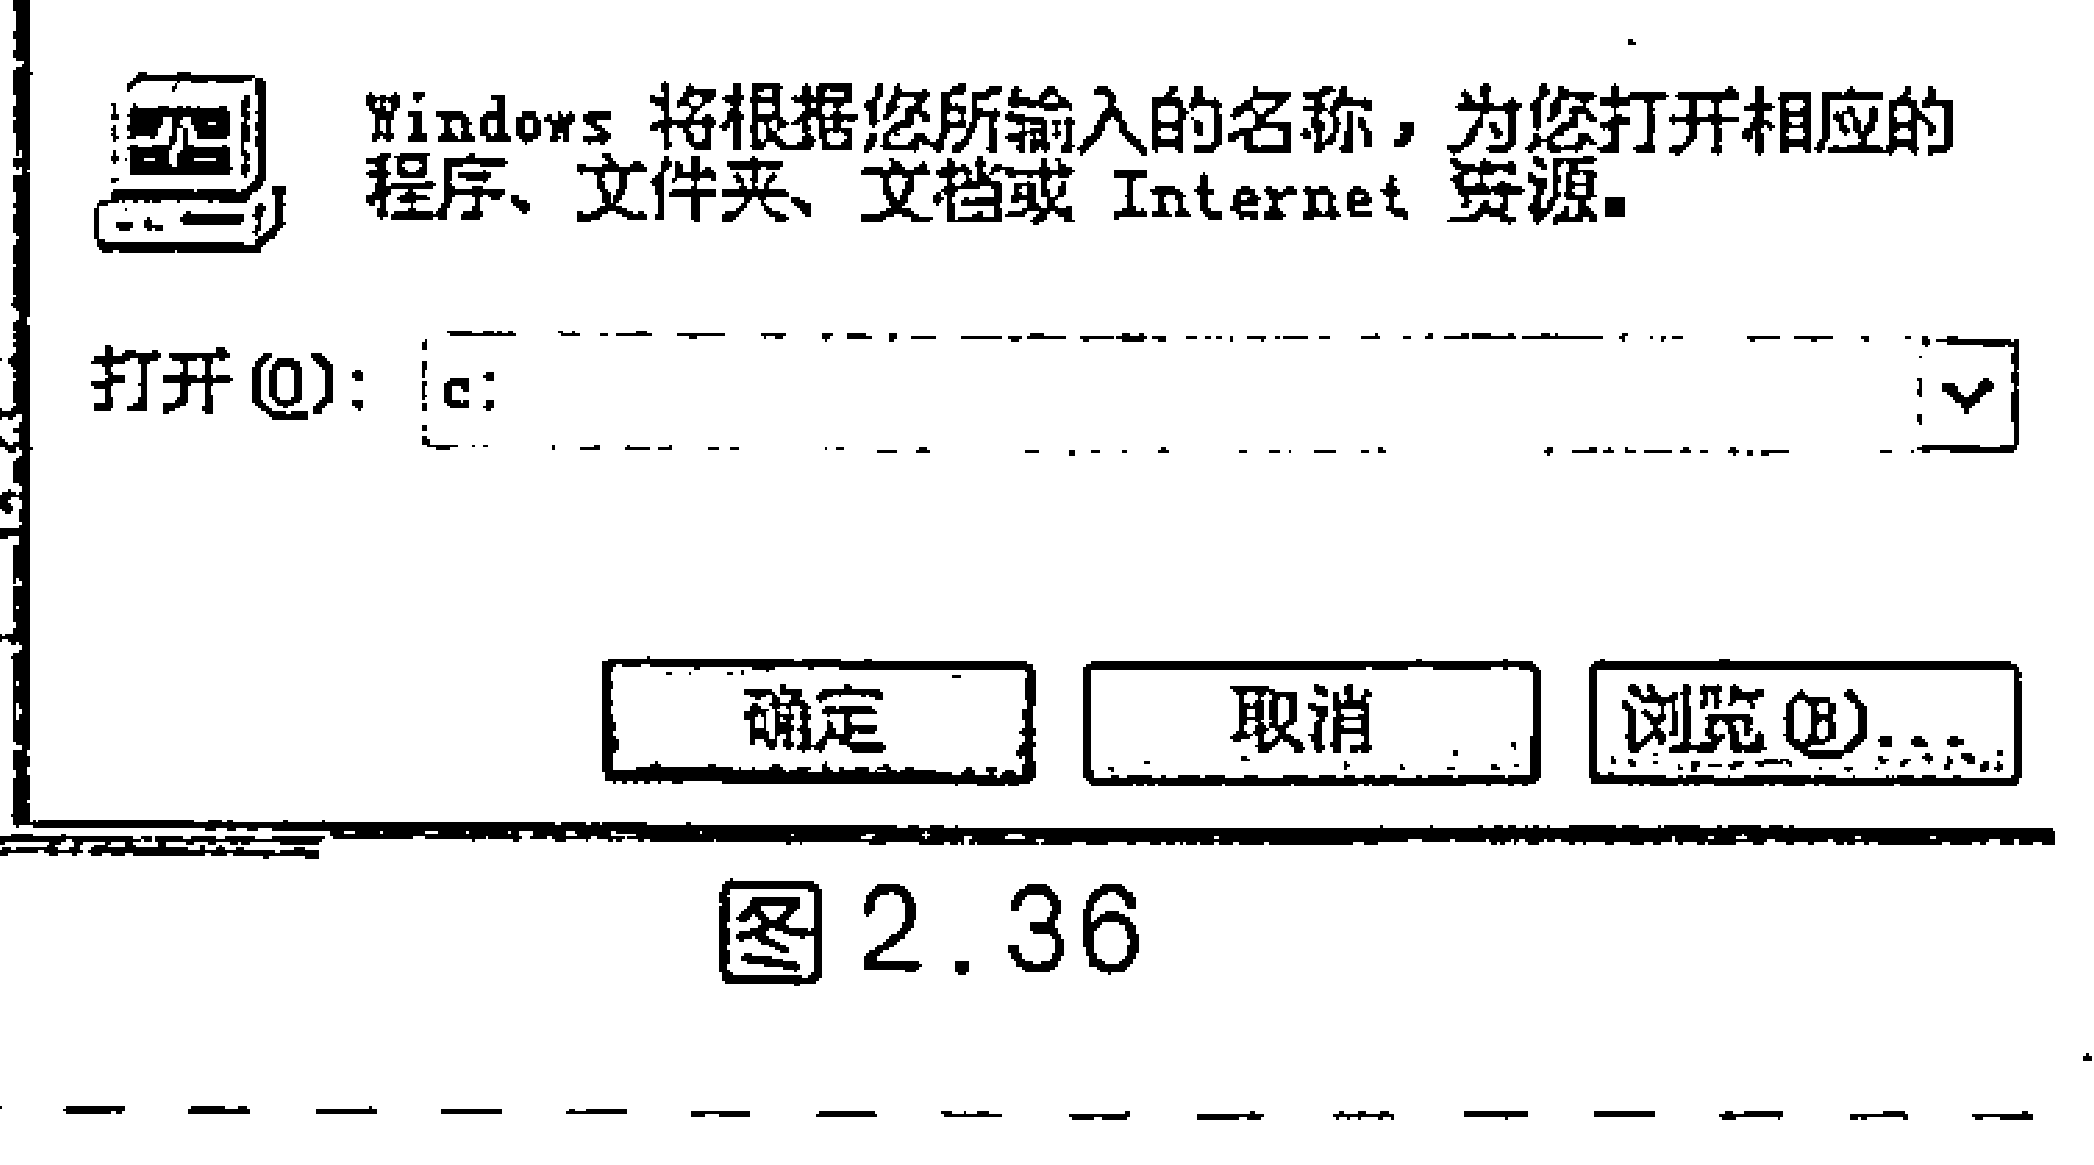 Windows 将根据您所输入的名称，为您打开相应的
程序、文件夹、文档或 Internet 资源。
打开(O): c:
确定 取消 浏览(B)...
图 2.36